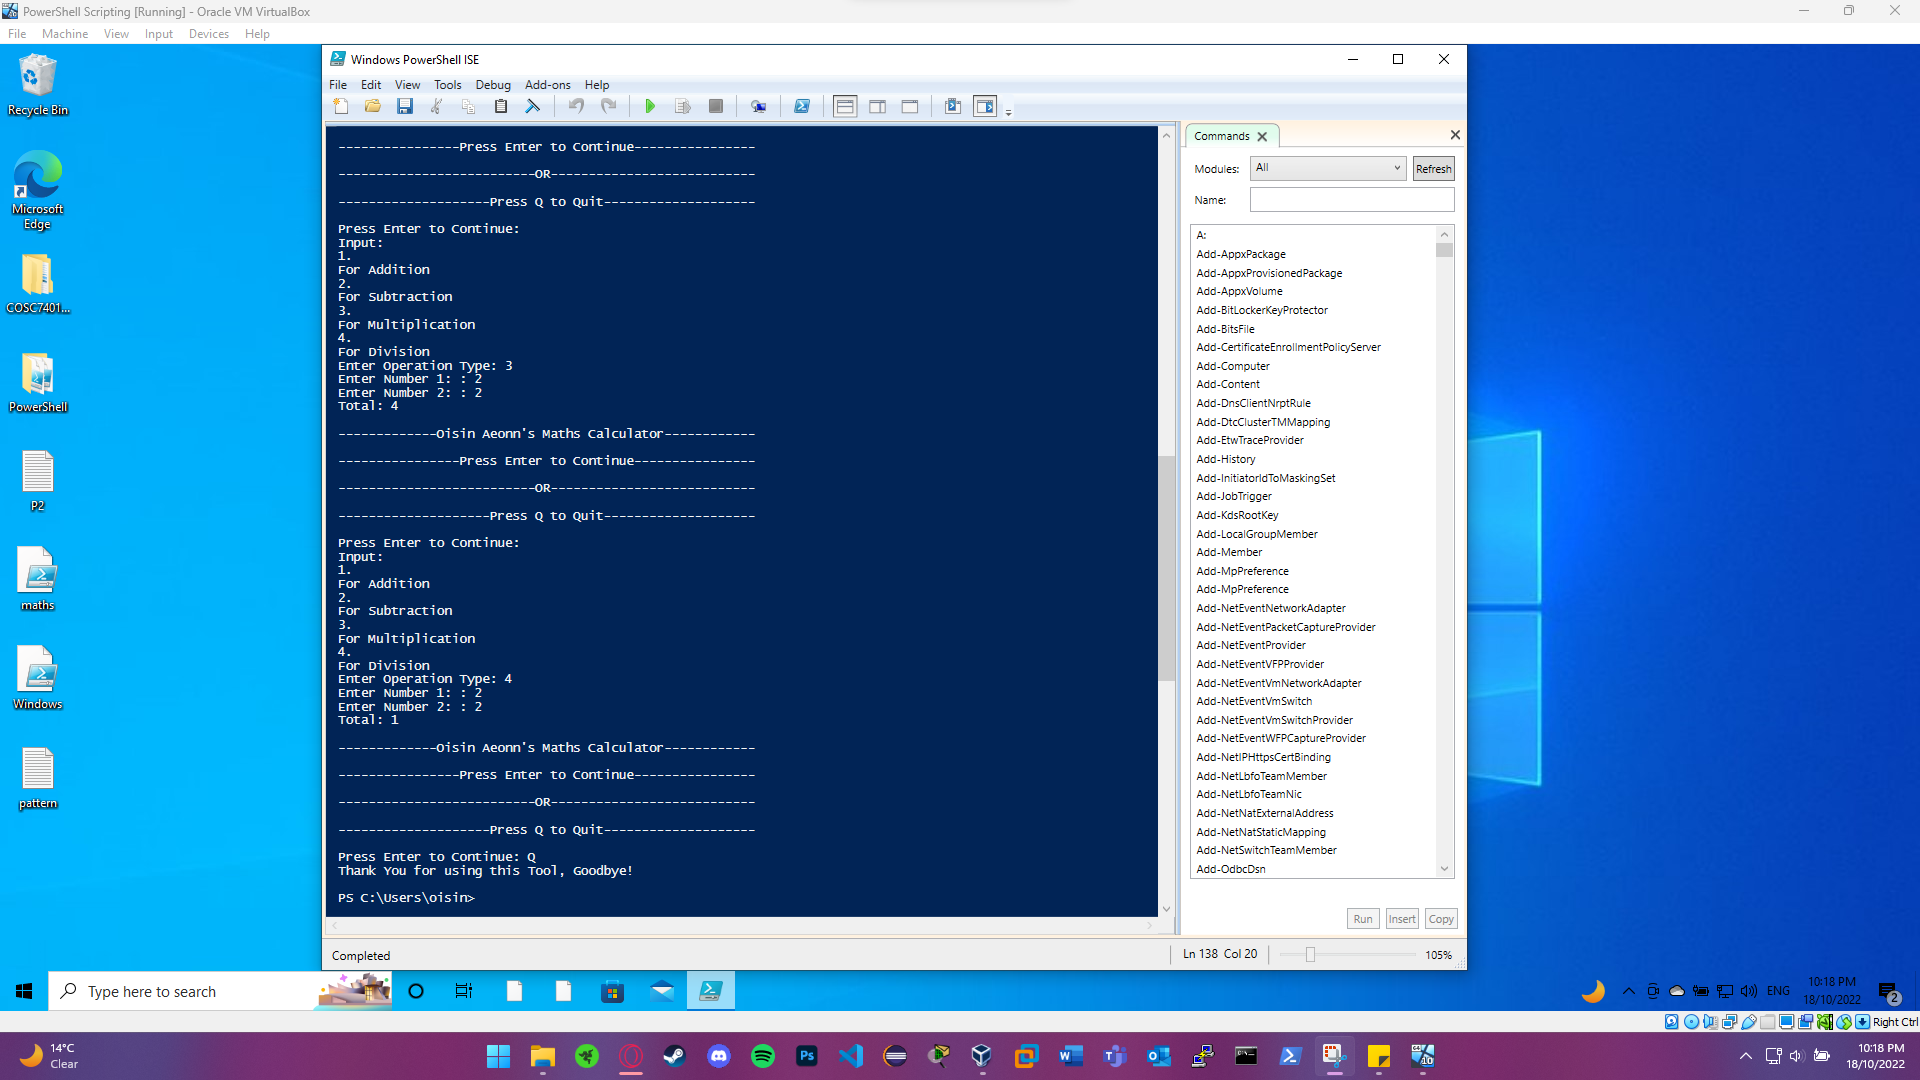 PowerShell Scripting [Running] - Oracle VM VirtualBox
File Machine View Input Devices Help
Recycle Bin
Microsoft
Edge
COSC7401...
PowerShell
P2
maths
Windows
pattern
Windows PowerShell ISE
File Edit View Tools Debug Add-ons Help
----------------Press Enter to Continue----------------
--------------------------OR---------------------------
--------------------Press Q to Quit--------------------
Press Enter to Continue:
Input:
1.
For Addition
2.
For Subtraction
3.
For Multiplication
4.
For Division
Enter Operation Type: 3
Enter Number 1: : 2
Enter Number 2: : 2
Total: 4
-------------Oisin Aeonn's Maths Calculator------------
----------------Press Enter to Continue----------------
--------------------------OR---------------------------
--------------------Press Q to Quit--------------------
Press Enter to Continue:
Input:
1.
For Addition
2.
For Subtraction
3.
For Multiplication
4.
For Division
Enter Operation Type: 4
Enter Number 1: : 2
Enter Number 2: : 2
Total: 1
-------------Oisin Aeonn's Maths Calculator------------
----------------Press Enter to Continue----------------
--------------------------OR---------------------------
--------------------Press Q to Quit--------------------
Press Enter to Continue: Q
Thank You for using this Tool, Goodbye!
PS C:\Users\oisin>
Commands
Modules: All Refresh
Name:
A:
Add-AppxPackage
Add-AppxProvisionedPackage
Add-AppxVolume
Add-BitLockerKeyProtector
Add-BitsFile
Add-CertificateEnrollmentPolicyServer
Add-Computer
Add-Content
Add-DnsClientNrptRule
Add-DtcClusterTMMapping
Add-EtwTraceProvider
Add-History
Add-InitiatorIdToMaskingSet
Add-JobTrigger
Add-KdsRootKey
Add-LocalGroupMember
Add-Member
Add-MpPreference
Add-MpPreference
Add-NetEventNetworkAdapter
Add-NetEventPacketCaptureProvider
Add-NetEventProvider
Add-NetEventVFPProvider
Add-NetEventVmNetworkAdapter
Add-NetEventVmSwitch
Add-NetEventVmSwitchProvider
Add-NetEventWFPCaptureProvider
Add-NetIPHttpsCertBinding
Add-NetLbfoTeamMember
Add-NetLbfoTeamNic
Add-NetNatExternalAddress
Add-NetNatStaticMapping
Add-NetSwitchTeamMember
Add-OdbcDsn
Run Insert Copy
Completed
Ln 138 Col 20
105%
Type here to search
ENG
10:18 PM
18/10/2022
2
Right Ctrl
14°C
Clear
Ps
10:18 PM
18/10/2022